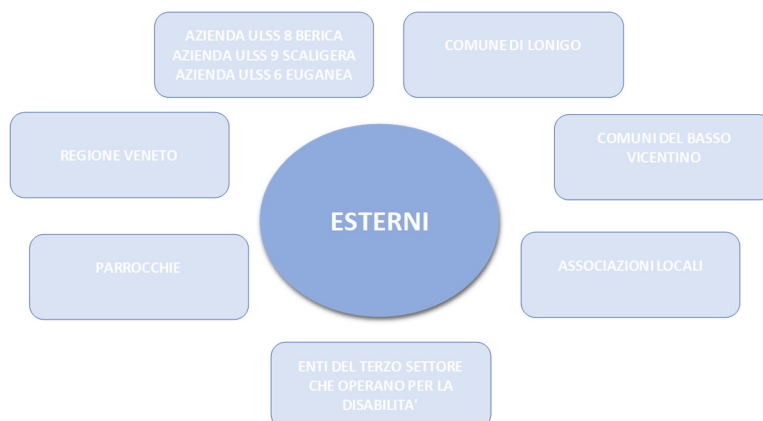 AZIENDA ULSS 8 BERICA
AZIENDA ULSS 9 SCALIGERA
AZIENDA ULSS 6 EUGANEA
COMUNE DI LONIGO
REGIONE VENETO
COMUNI DEL BASSO
VICENTINO
ESTERNI
PARROCCHIE
ASSOCIAZIONI LOCALI
ENTI DEL TERZO SETTORE
CHE OPERANO PER LA
DISABILITA’